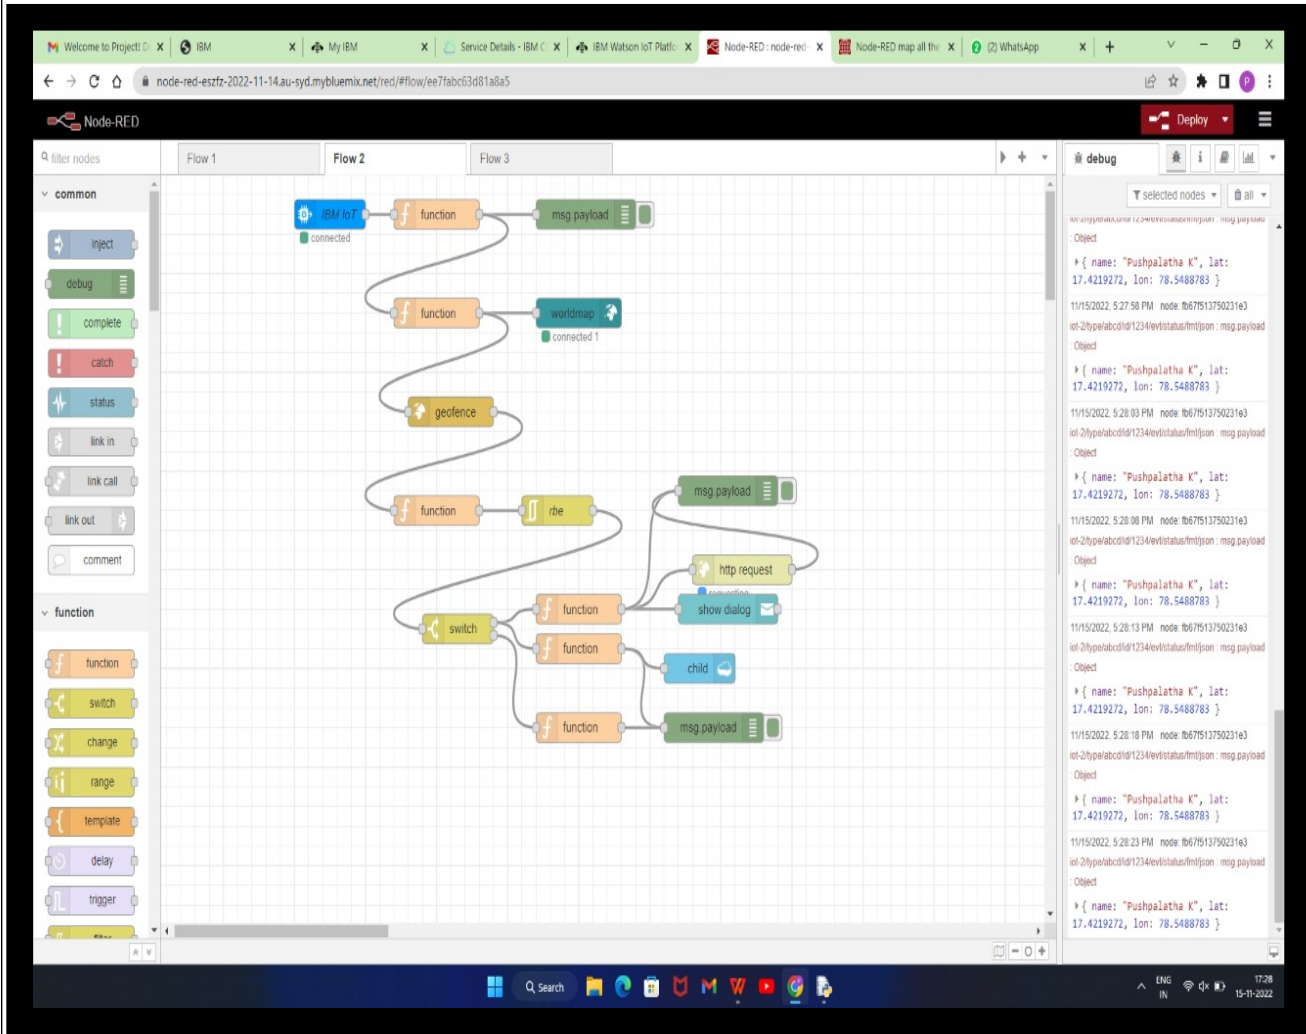 Welcome to Project! D
IBM
My IBM
Service Details - IBM C
IBM Watson IoT Platfo
Node-RED : node-red-
Node-RED map all the
(2) WhatsApp
node-red-eszfz-2022-11-14.au-syd.mybluemix.net/red/#flow/ee7fabc63d81a8a5
P
Node-RED
Deploy
filter nodes
Flow 1
Flow 2
Flow 3
debug
i
common
inject
debug
complete
catch
status
link in
link call
link out
comment
function
function
switch
change
range
template
delay
trigger
IBM IoT
connected
function
msg.payload
function
worldmap
connected 1
geofence
function
rbe
msg.payload
http request
requesting
switch
function
show dialog
function
child
function
msg.payload
selected nodes
all
iot-2/type/abcd/id/1234/evt/status/fmt/json : msg.payload
: Object
{ name: "Pushpalatha K", lat:
17.4219272, lon: 78.5488783 }
11/15/2022, 5:27:58 PM node: fb67f513750231e3
iot-2/type/abcd/id/1234/evt/status/fmt/json : msg.payload
: Object
{ name: "Pushpalatha K", lat:
17.4219272, lon: 78.5488783 }
11/15/2022, 5:28:03 PM node: fb67f513750231e3
iot-2/type/abcd/id/1234/evt/status/fmt/json : msg.payload
: Object
{ name: "Pushpalatha K", lat:
17.4219272, lon: 78.5488783 }
11/15/2022, 5:28:08 PM node: fb67f513750231e3
iot-2/type/abcd/id/1234/evt/status/fmt/json : msg.payload
: Object
{ name: "Pushpalatha K", lat:
17.4219272, lon: 78.5488783 }
11/15/2022, 5:28:13 PM node: fb67f513750231e3
iot-2/type/abcd/id/1234/evt/status/fmt/json : msg.payload
: Object
{ name: "Pushpalatha K", lat:
17.4219272, lon: 78.5488783 }
11/15/2022, 5:28:18 PM node: fb67f513750231e3
iot-2/type/abcd/id/1234/evt/status/fmt/json : msg.payload
: Object
{ name: "Pushpalatha K", lat:
17.4219272, lon: 78.5488783 }
11/15/2022, 5:28:23 PM node: fb67f513750231e3
iot-2/type/abcd/id/1234/evt/status/fmt/json : msg.payload
: Object
{ name: "Pushpalatha K", lat:
17.4219272, lon: 78.5488783 }
Search
ENG
IN
17:28
15-11-2022